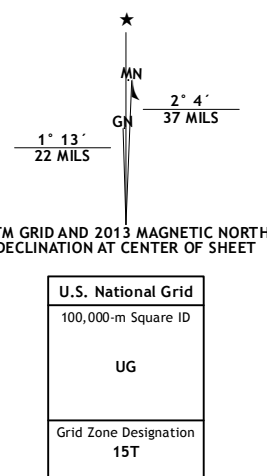 ★
MN
GN
2° 4´
37 MILS
1° 13´
22 MILS
TM GRID AND 2013 MAGNETIC NORTH
DECLINATION AT CENTER OF SHEET
U.S. National Grid
100,000-m Square ID
UG
Grid Zone Designation
15T